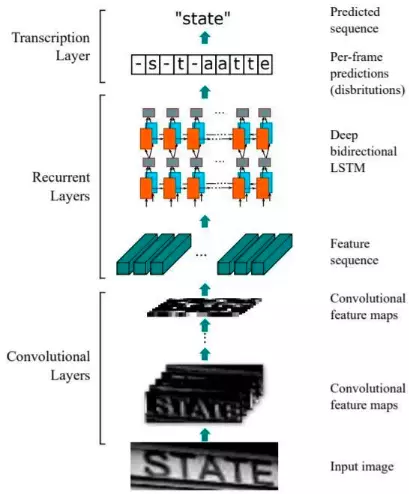 "state"
Predicted
sequence
Transcription
Layer
-s-t-aatte
Per-frame
predictions
(disbritutions)
...
...
Deep
bidirectional
LSTM
Recurrent
Layers
...
Feature
sequence
Convolutional
feature maps
Convolutional
Layers
STATE
Convolutional
feature maps
STATE
Input image